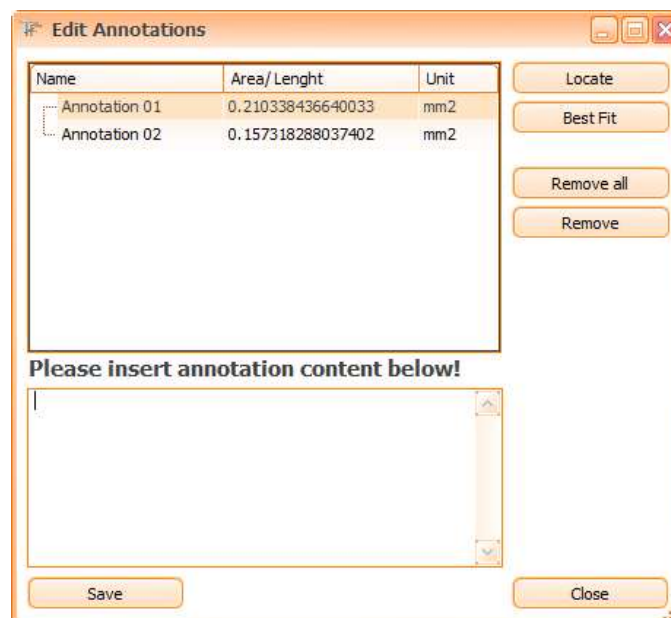 Edit Annotations
Name Area/Lenght Unit
Annotation 01 0.210338436640033 mm2
Annotation 02 0.157318288037402 mm2
Locate
Best Fit
Remove all
Remove
Please insert annotation content below!
Save
Close